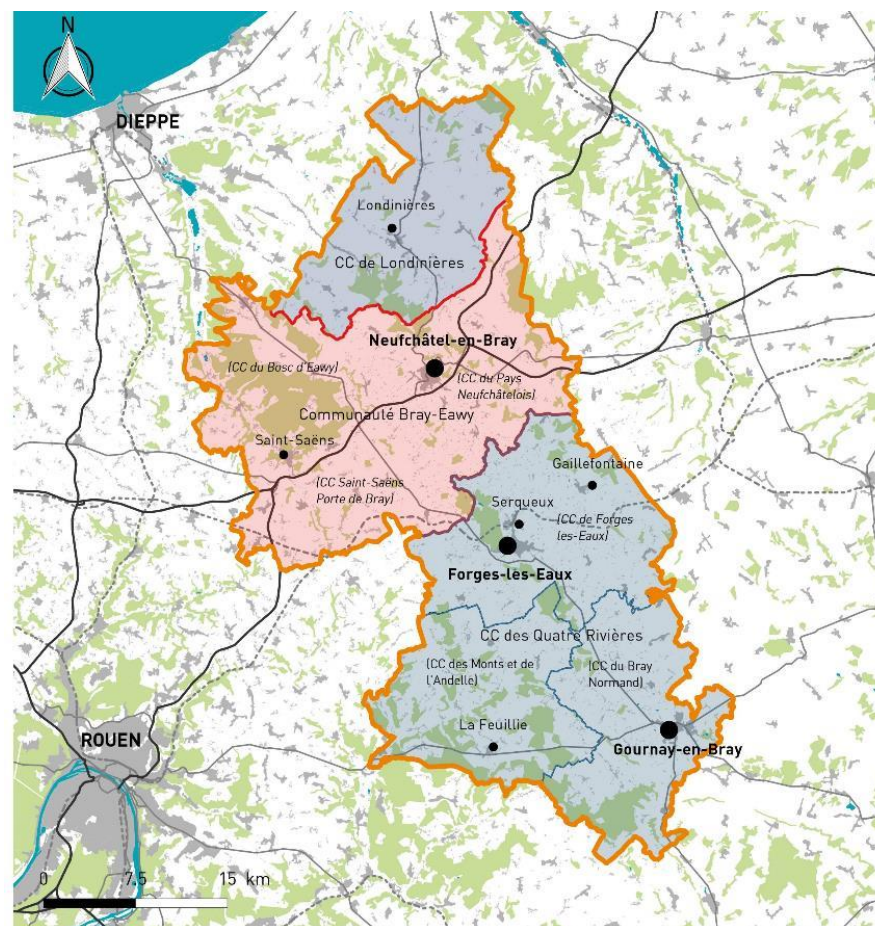 N
DIEPPE
Londinières
CC de Londinières
Neufchâtel-en-Bray
(CC du Bosc d'Eawy)
(CC du Pays
Neufchâtelois)
Communauté Bray-Eawy
Saint-Saëns
Gaillefontaine
(CC Saint-Saëns
Porte de Bray)
Serqueux
(CC de Forges
les-Eaux)
Forges-les-Eaux
CC des Quatre Rivières
(CC des Monts et de
l'Andelle)
(CC du Bray
Normand)
La Feuillie
ROUEN
Gournay-en-Bray
0 7.5 15 km